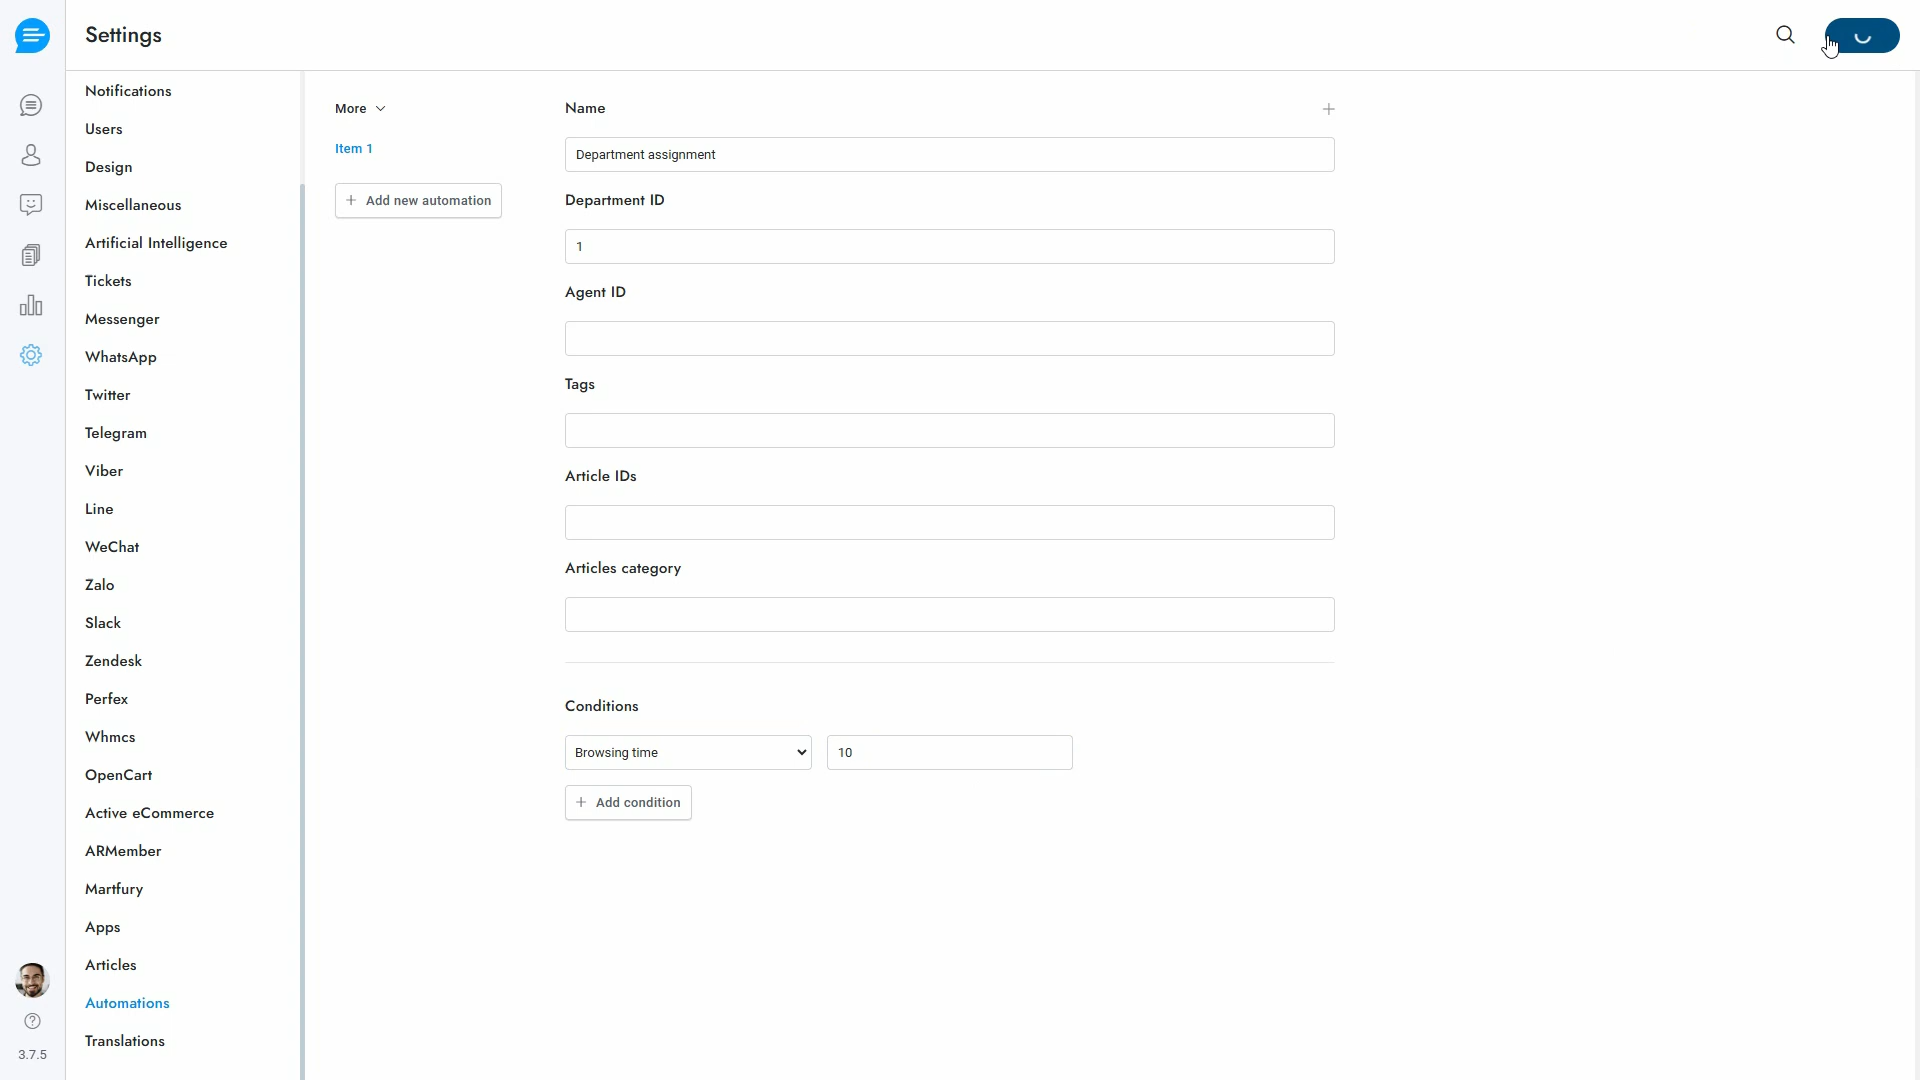 Settings
Notifications
Users
Design
Miscellaneous
Artificial Intelligence
Tickets
Messenger
WhatsApp
Twitter
Telegram
Viber
Line
WeChat
Zalo
Slack
Zendesk
Perfex
Whmcs
OpenCart
Active eCommerce
ARMember
Martfury
Apps
Articles
Automations
Translations
3.7.5
More
Item 1
Add new automation
Name
Department assignment
Department ID
1
Agent ID
Tags
Article IDs
Articles category
Conditions
Browsing time 10
Add condition